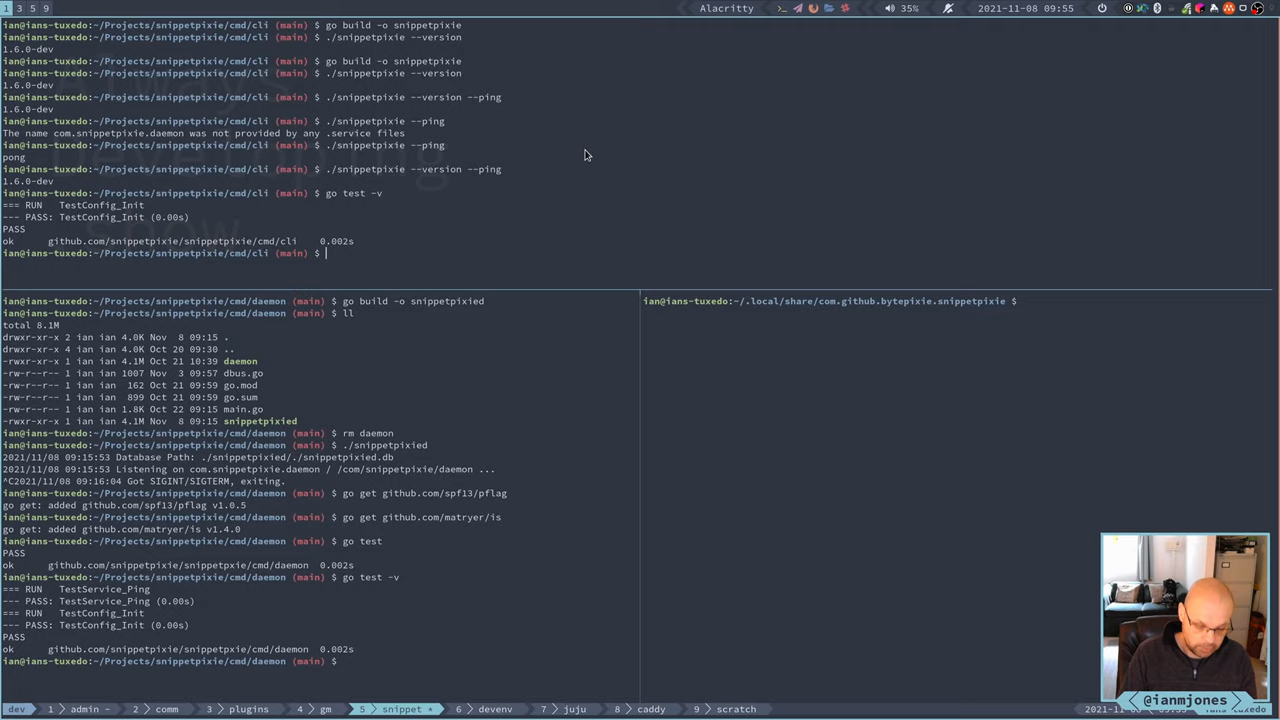 1 3 5 9
Alacritty
35%
2021-11-08 09:55
ian@ians-tuxedo:~/Projects/snippetpixie/cmd/cli (main) $ go build -o snippetpixie
ian@ians-tuxedo:~/Projects/snippetpixie/cmd/cli (main) $ ./snippetpixie --version
1.6.0-dev
ian@ians-tuxedo:~/Projects/snippetpixie/cmd/cli (main) $ go build -o snippetpixie
ian@ians-tuxedo:~/Projects/snippetpixie/cmd/cli (main) $ ./snippetpixie --version
1.6.0-dev
ian@ians-tuxedo:~/Projects/snippetpixie/cmd/cli (main) $ ./snippetpixie --version --ping
1.6.0-dev
ian@ians-tuxedo:~/Projects/snippetpixie/cmd/cli (main) $ ./snippetpixie --ping
The name com.snippetpixie.daemon was not provided by any .service files
ian@ians-tuxedo:~/Projects/snippetpixie/cmd/cli (main) $ ./snippetpixie --ping
pong
ian@ians-tuxedo:~/Projects/snippetpixie/cmd/cli (main) $ ./snippetpixie --version --ping
1.6.0-dev
ian@ians-tuxedo:~/Projects/snippetpixie/cmd/cli (main) $ go test -v
=== RUN   TestConfig_Init
--- PASS: TestConfig_Init (0.00s)
PASS
ok      github.com/snippetpixie/snippetpixie/cmd/cli    0.002s
ian@ians-tuxedo:~/Projects/snippetpixie/cmd/cli (main) $
ian@ians-tuxedo:~/Projects/snippetpixie/cmd/daemon (main) $ go build -o snippetpixied
ian@ians-tuxedo:~/Projects/snippetpixie/cmd/daemon (main) $ ll
total 8.1M
drwxr-xr-x 2 ian ian 4.0K Nov  8 09:15 .
drwxr-xr-x 4 ian ian 4.0K Oct 20 09:30 ..
-rwxr-xr-x 1 ian ian 4.1M Oct 21 10:39 daemon
-rw-r--r-- 1 ian ian 1007 Nov  3 09:57 dbus.go
-rw-r--r-- 1 ian ian  162 Oct 21 09:59 go.mod
-rw-r--r-- 1 ian ian  899 Oct 21 09:59 go.sum
-rw-r--r-- 1 ian ian 1.8K Oct 22 09:15 main.go
-rwxr-xr-x 1 ian ian 4.1M Nov  8 09:15 snippetpixied
ian@ians-tuxedo:~/Projects/snippetpixie/cmd/daemon (main) $ rm daemon
ian@ians-tuxedo:~/Projects/snippetpixie/cmd/daemon (main) $ ./snippetpixied
2021/11/08 09:15:53 Database Path: ./snippetpixied/./snippetpixied.db
2021/11/08 09:15:53 Listening on com.snippetpixie.daemon / /com/snippetpixie/daemon ...
^C2021/11/08 09:16:04 Got SIGINT/SIGTERM, exiting.
ian@ians-tuxedo:~/Projects/snippetpixie/cmd/daemon (main) $ go get github.com/spf13/pflag
go get: added github.com/spf13/pflag v1.0.5
ian@ians-tuxedo:~/Projects/snippetpixie/cmd/daemon (main) $ go get github.com/matryer/is
go get: added github.com/matryer/is v1.4.0
ian@ians-tuxedo:~/Projects/snippetpixie/cmd/daemon (main) $ go test
PASS
ok      github.com/snippetpixie/snippetpxie/cmd/daemon  0.002s
ian@ians-tuxedo:~/Projects/snippetpixie/cmd/daemon (main) $ go test -v
=== RUN   TestService_Ping
--- PASS: TestService_Ping (0.00s)
=== RUN   TestConfig_Init
--- PASS: TestConfig_Init (0.00s)
PASS
ok      github.com/snippetpixie/snippetpxie/cmd/daemon  0.002s
ian@ians-tuxedo:~/Projects/snippetpixie/cmd/daemon (main) $
ian@ians-tuxedo:~/.local/share/com.github.bytepixie.snippetpixie $
@ianmjones
dev 1 admin - 2 comm 3 plugins 4 gm 5 snippet * 6 devenv 7 juju 8 caddy 9 scratch